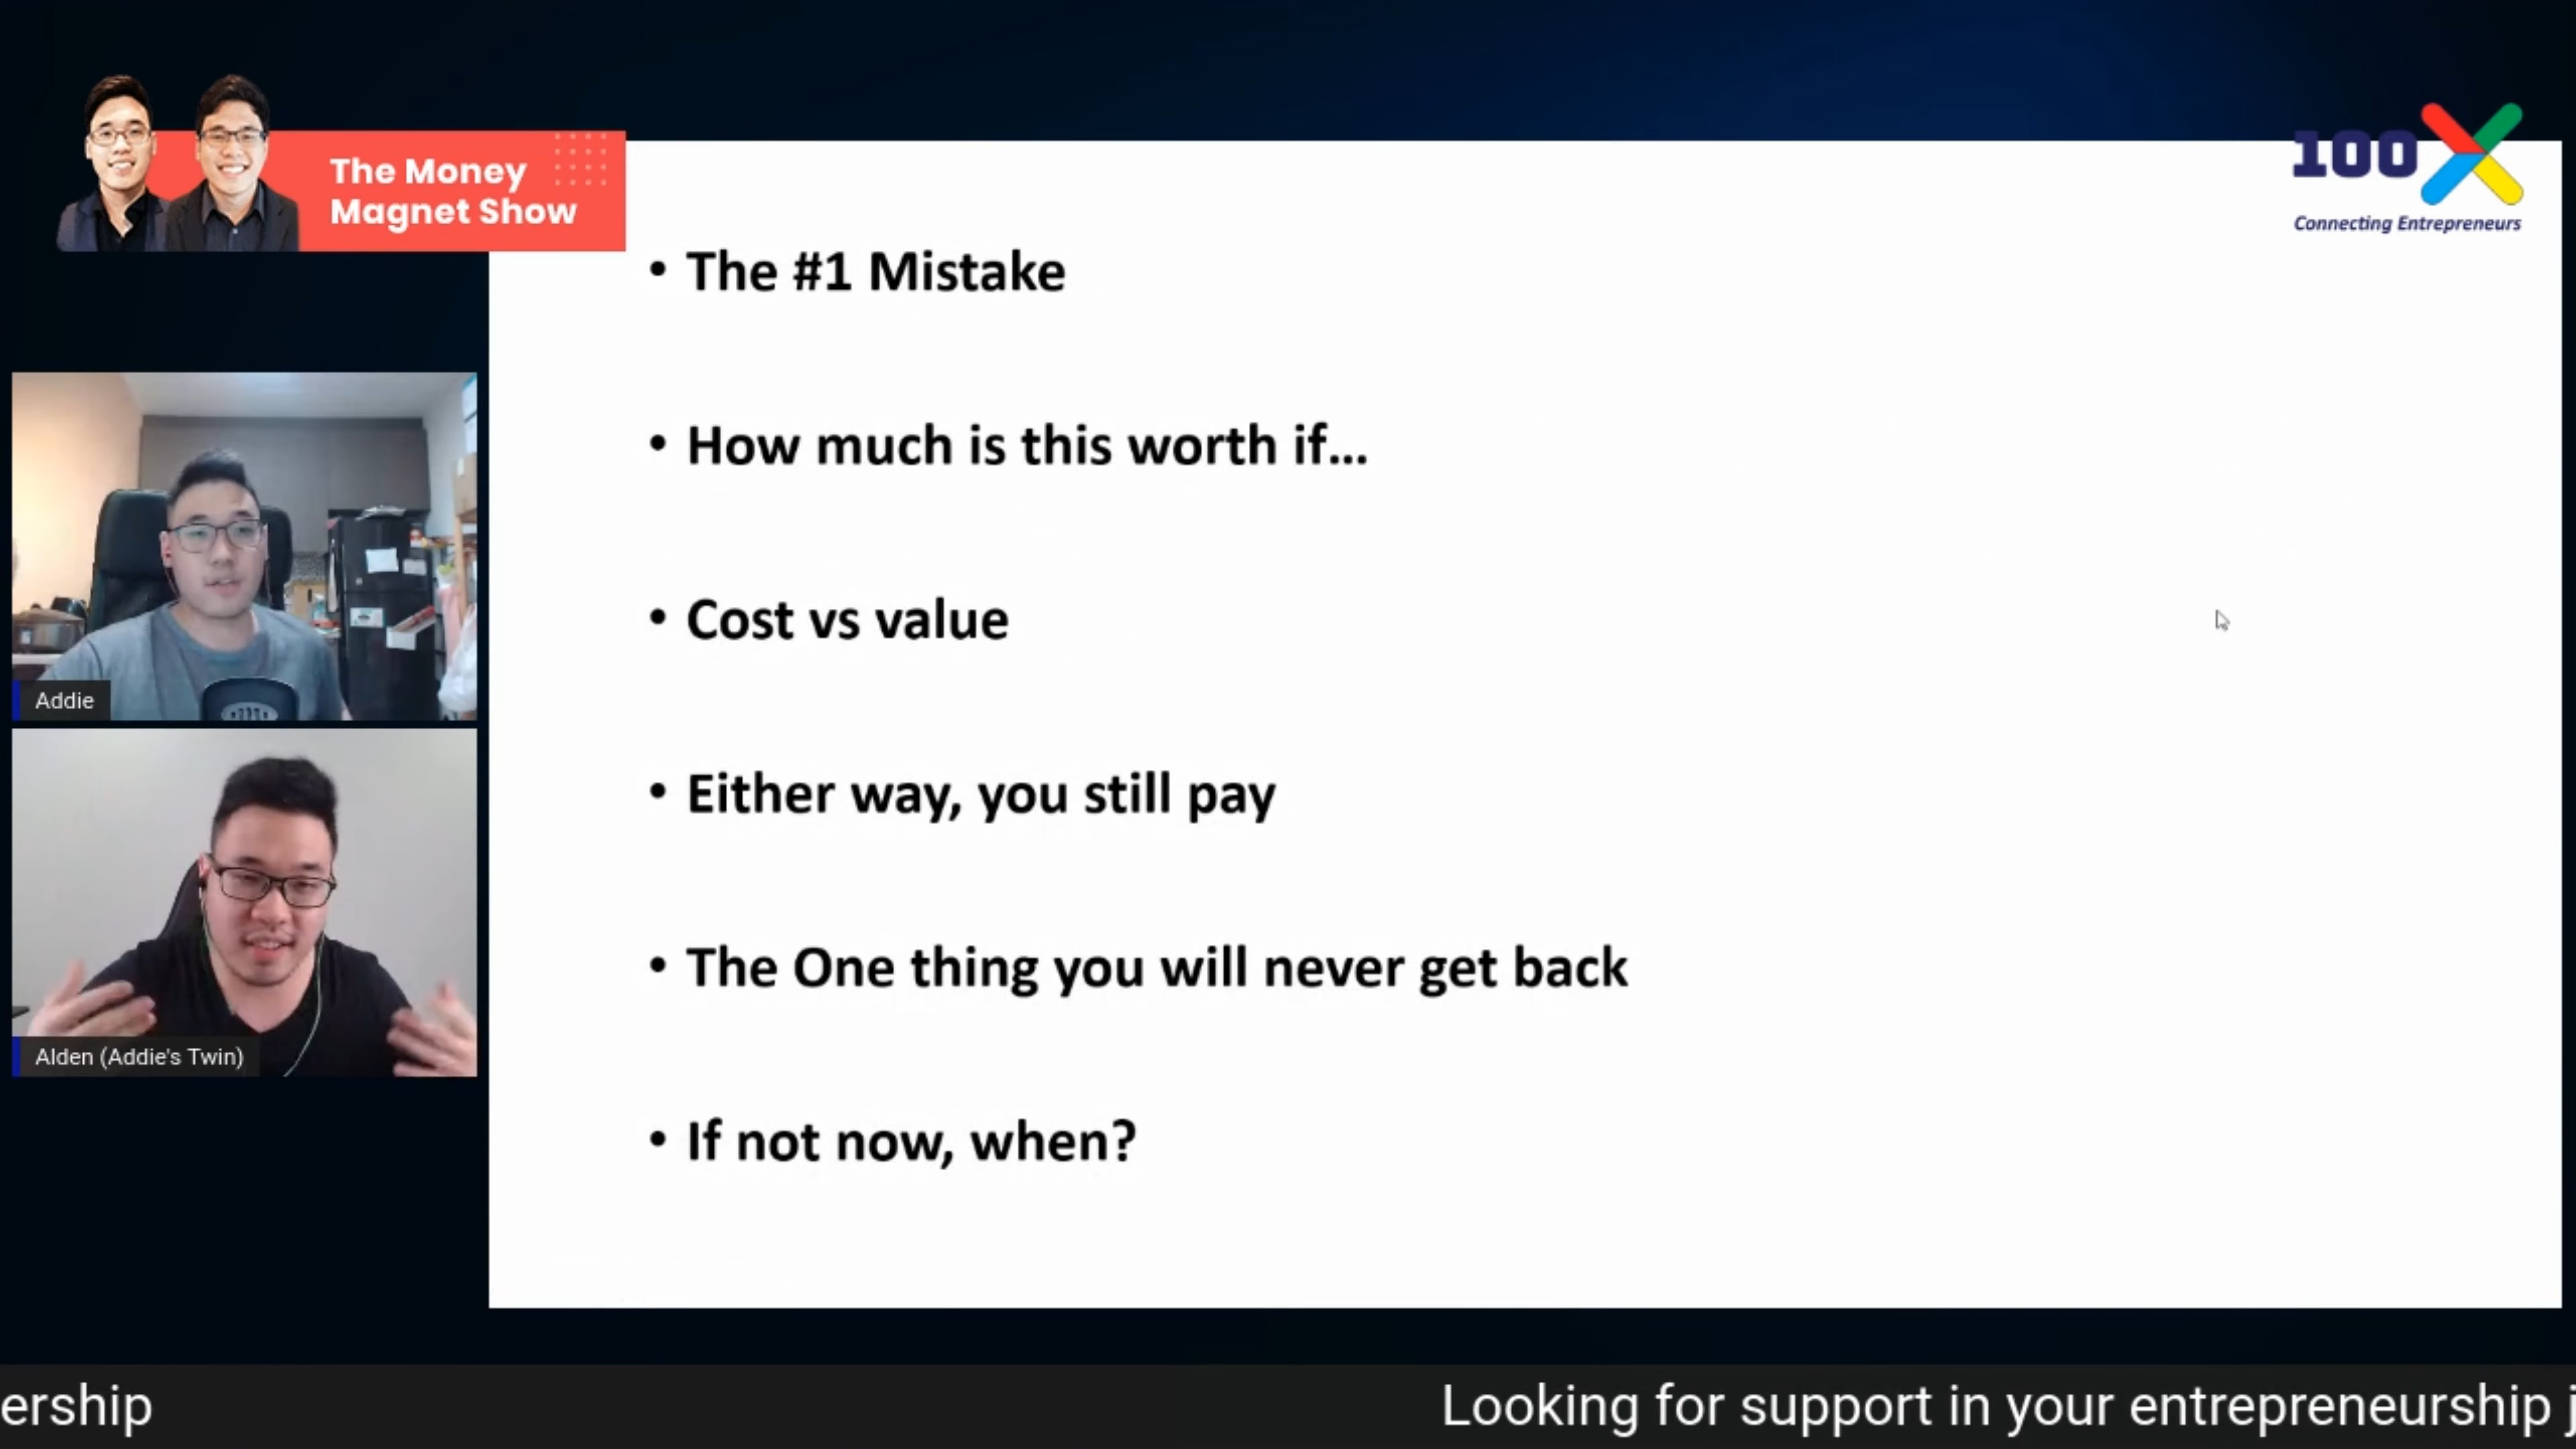 The Money
Magnet Show
100X
Connecting Entrepreneurs
• The #1 Mistake
• How much is this worth if...
• Cost vs value
• Either way, you still pay
• The One thing you will never get back
• If not now, when?
Addie
Alden (Addie's Twin)
ership
Looking for support in your entrepreneurship j